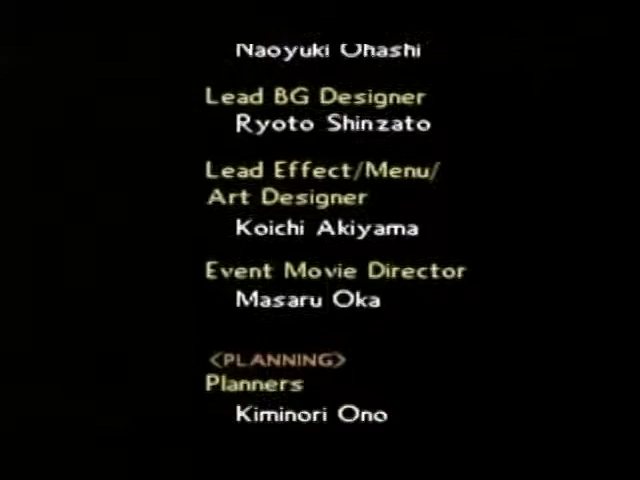 Naoyuki Ohashi
Lead BG Designer
Ryoto Shinzato
Lead Effect/Menu/
Art Designer
Koichi Akiyama
Event Movie Director
Masaru Oka
<PLANNING>
Planners
Kiminori Ono